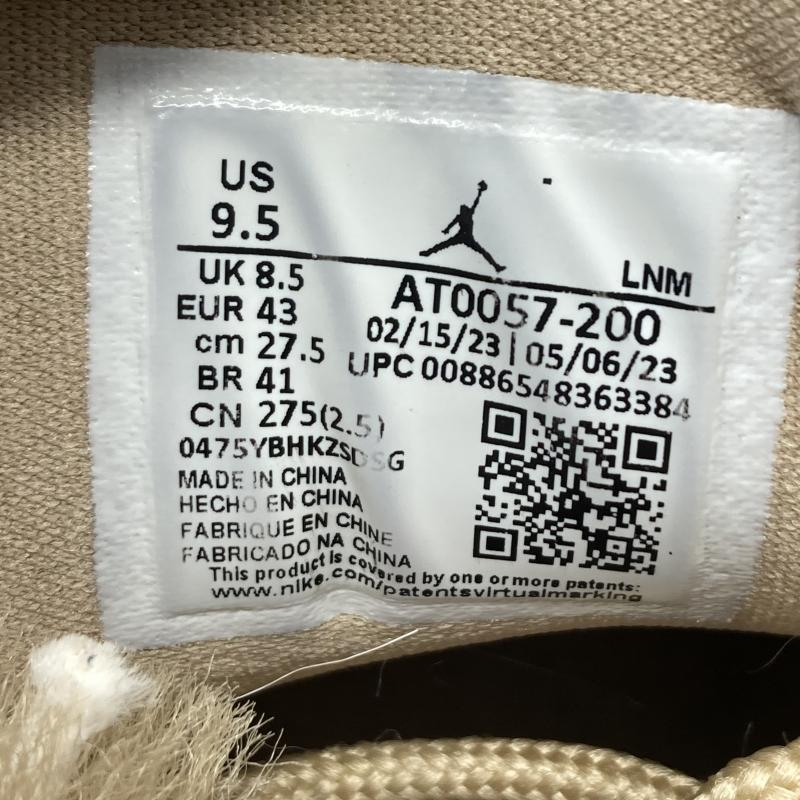 US
9.5
LNM
UK 8.5
EUR 43
cm 27.5
BR 41
CN 275(2.5)
AT0057-200
02/15/23 | 05/06/23
UPC 00886548363384
MADE IN CHINA
HECHO EN CHINA
FABRIQUE EN CHINE
FABRICADO NA CHINA
This product is covered by one or more patents:
www.nike.com/patentsvirtualmarking